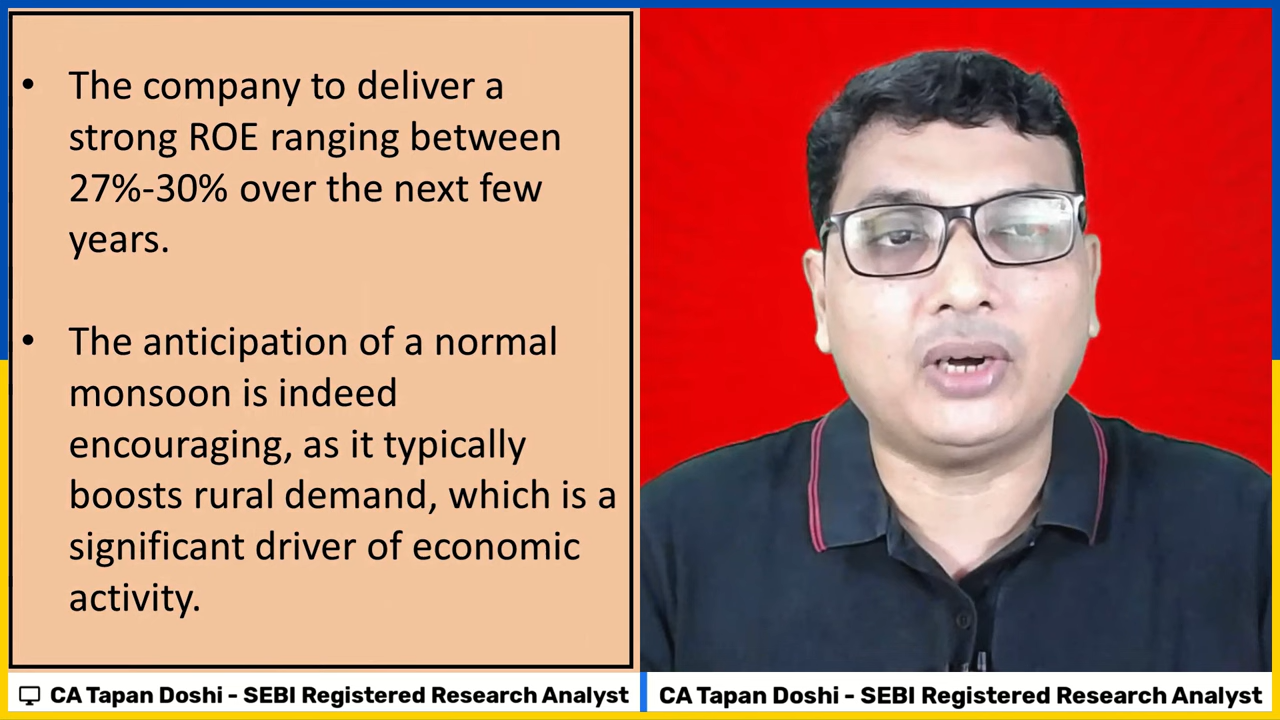 • The company to deliver a
strong ROE ranging between
27%-30% over the next few
years.
• The anticipation of a normal
monsoon is indeed
encouraging, as it typically
boosts rural demand, which is a
significant driver of economic
activity.
CA Tapan Doshi - SEBI Registered Research Analyst
CA Tapan Doshi - SEBI Registered Research Analyst